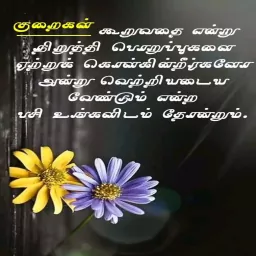 குறைகள் கூறுவதை என்று
நிறுத்தி பொறுப்புகளை
ஏற்றுக் கொள்கின்றீர்களோ
அன்று வெற்றியடைய
வேண்டும் என்ற
பசி உங்களிடம் தோன்றும்.